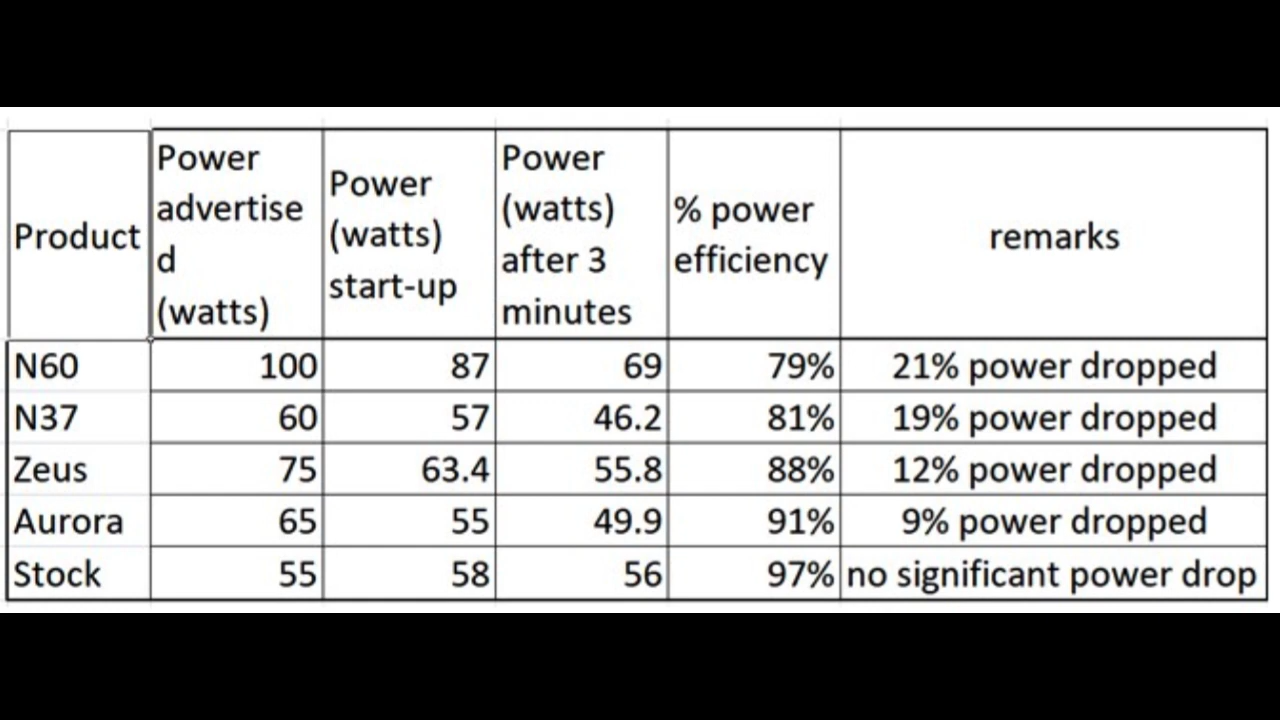 Product Power advertise d (watts) Power (watts) start-up Power (watts) after 3 minutes % power efficiency remarks
N60 100 87 69 79% 21% power dropped
N37 60 57 46.2 81% 19% power dropped
Zeus 75 63.4 55.8 88% 12% power dropped
Aurora 65 55 49.9 91% 9% power dropped
Stock 55 58 56 97% no significant power drop